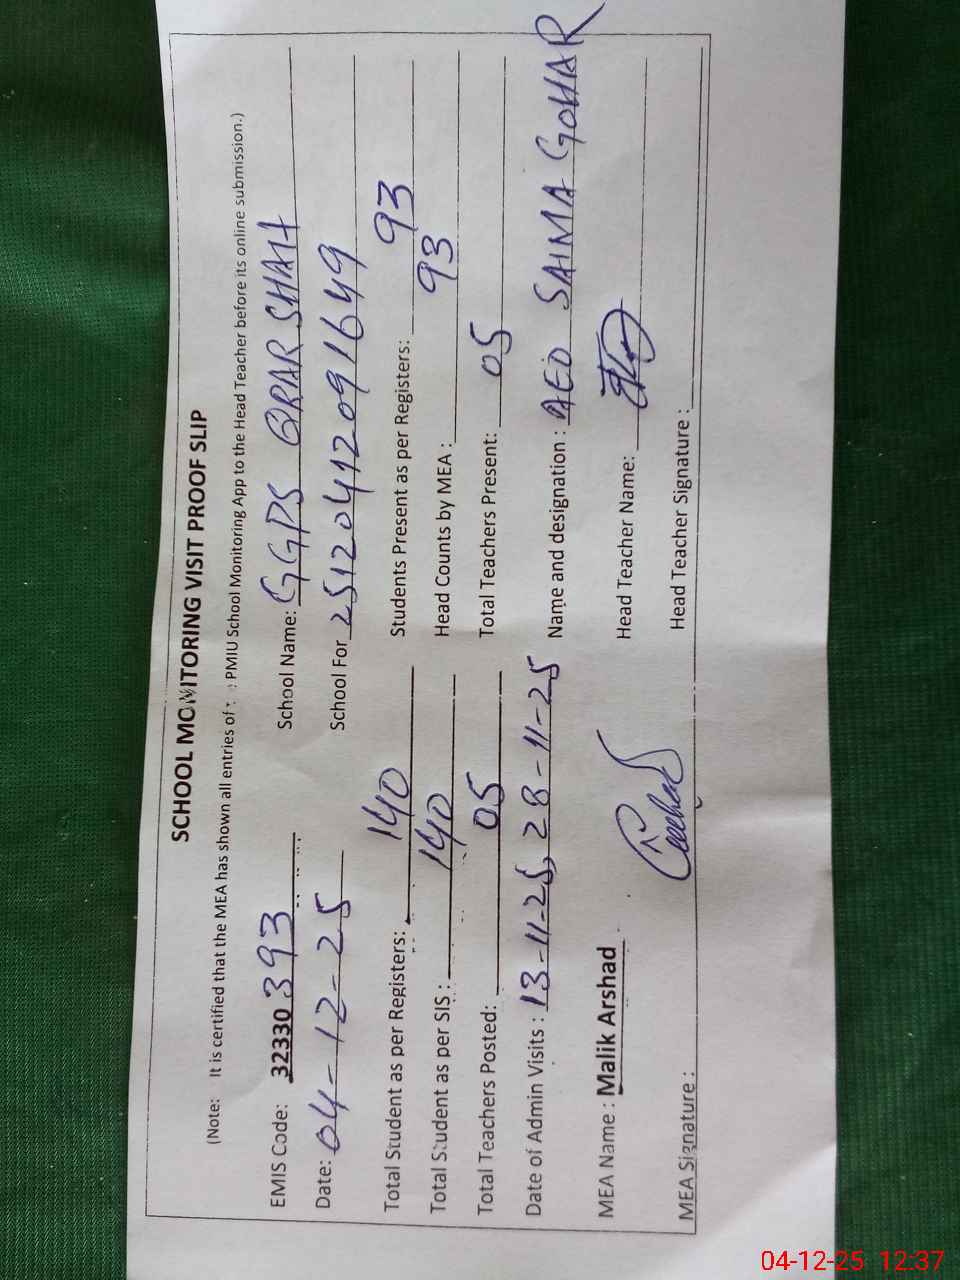 SCHOOL MONITORING VISIT PROOF SLIP
(Note: It is certified that the MEA has shown all entries of PMIU School Monitoring App to the Head Teacher before its online submission.)
EMIS Code: 32330393 School Name: GGPS QRAR SHAH
Date: 04-12-25 School For 2512041209 1649
Total Student as per Registers: 140 Students Present as per Registers: 93
Total Student as per SIS: 140 Head Counts by MEA: 93
Total Teachers Posted: 05 Total Teachers Present: 05
Date of Admin Visits: 13-11-25, 28-11-25 Name and designation: AEO SAIMA GOHAR
MEA Name: Malik Arshad Head Teacher Name:
MEA Signature: Head Teacher Signature:
04-12-25 12:37